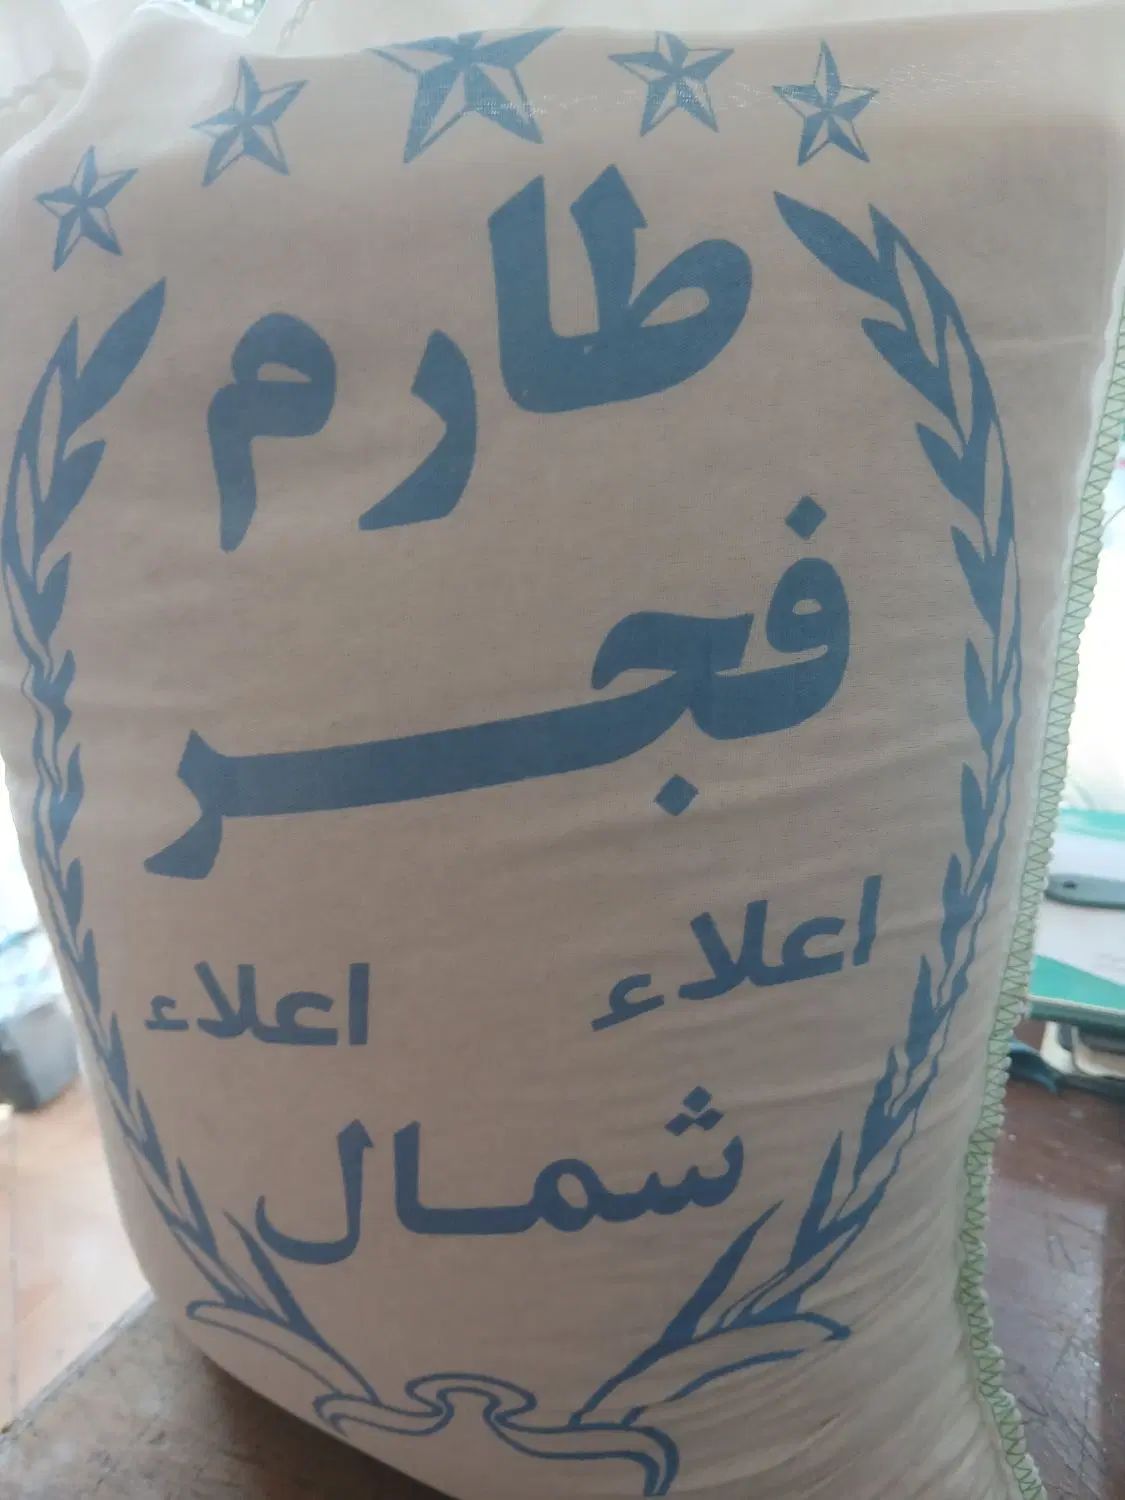 طارم
فجر
اعلاء اعلاء
شمال